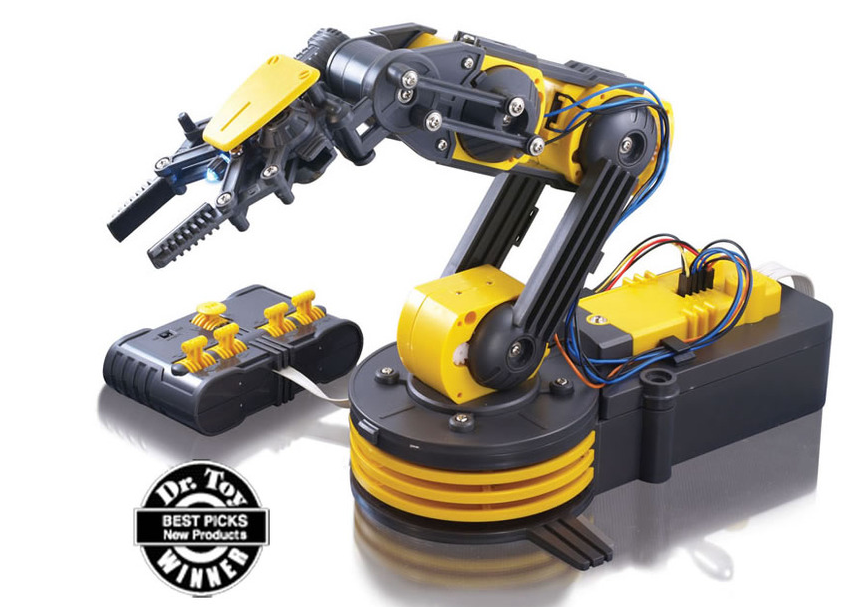 Dr. Toy
BEST PICKS
New Products
WINNER